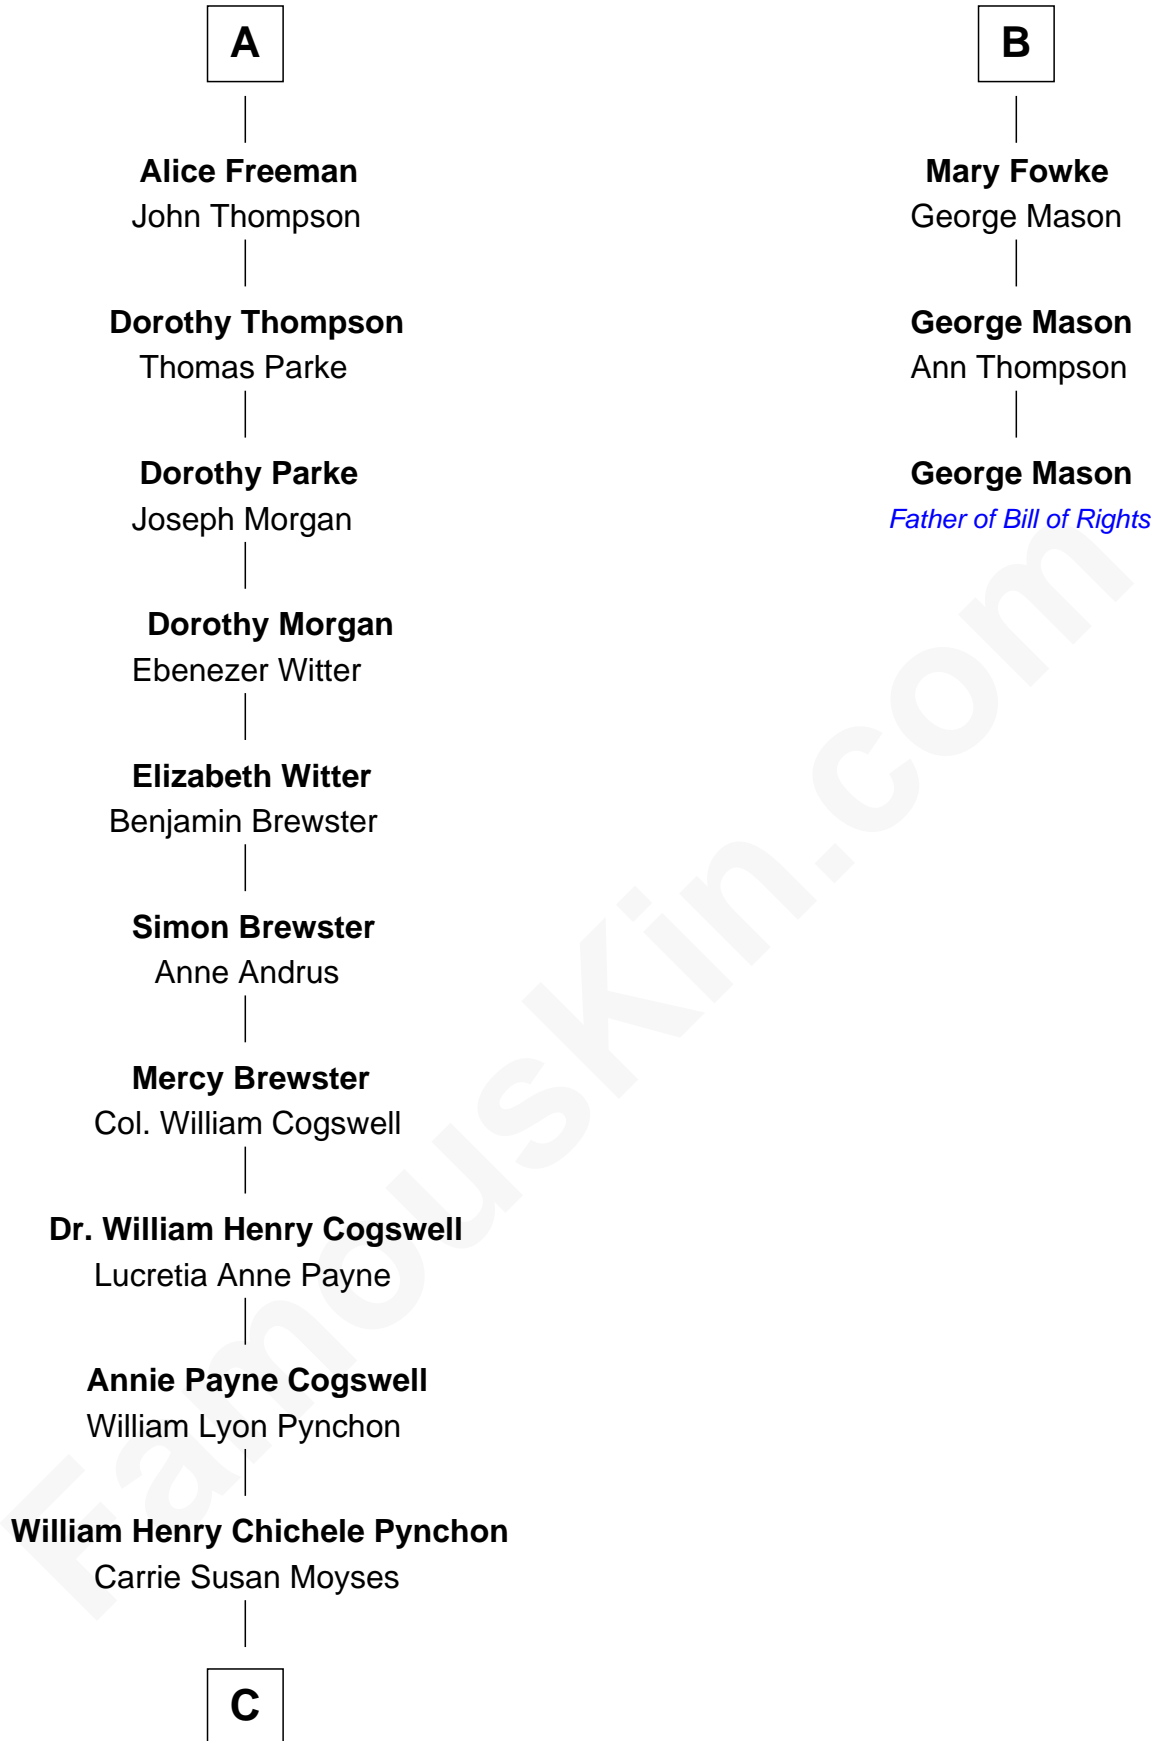 A
Alice Freeman
John Thompson
Dorothy Thompson
Thomas Parke
Dorothy Parke
Joseph Morgan
Dorothy Morgan
Ebenezer Witter
Elizabeth Witter
Benjamin Brewster
Simon Brewster
Anne Andrus
Mercy Brewster
Col. William Cogswell
Dr. William Henry Cogswell
Lucretia Anne Payne
Annie Payne Cogswell
William Lyon Pynchon
William Henry Chichele Pynchon
Carrie Susan Moyses
C
B
Mary Fowke
George Mason
George Mason
Ann Thompson
George Mason
Father of Bill of Rights
FamousKin.com